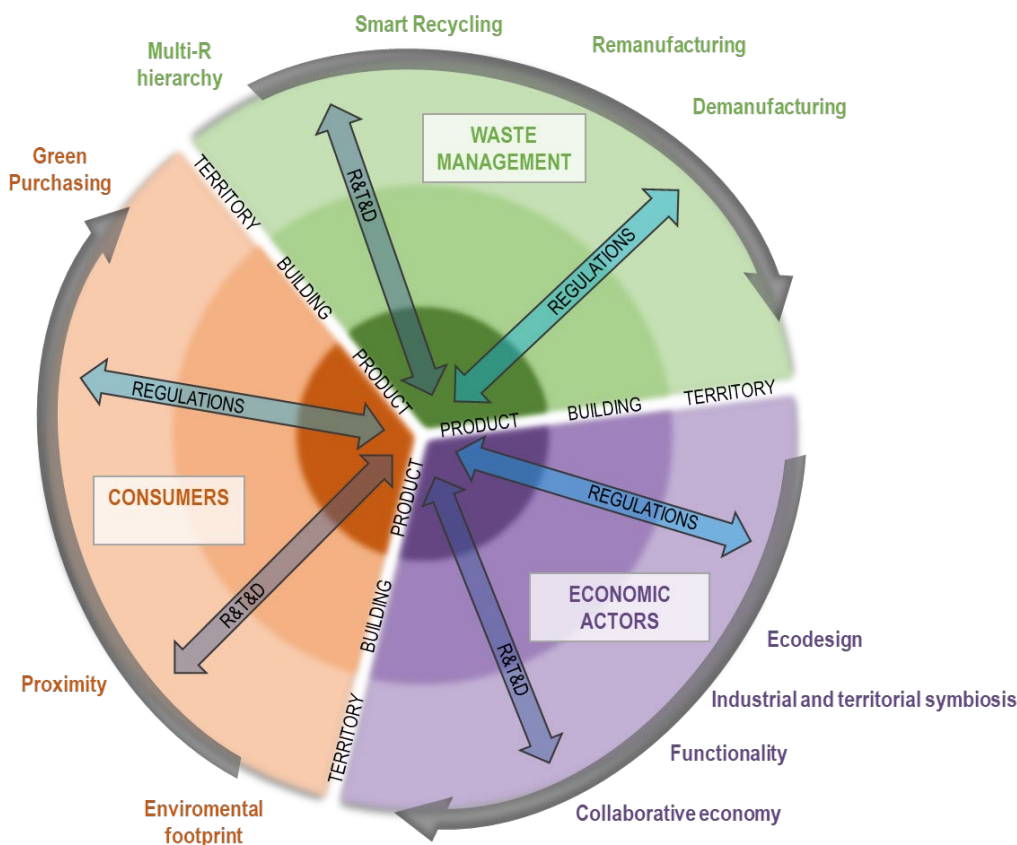 Smart Recycling
Multi-R
hierarchy
Remanufacturing
Demanufacturing
WASTE
MANAGEMENT
Green
Purchasing
TERRITORY
BUILDING
PRODUCT
R&T&D
REGULATIONS
PRODUCT
BUILDING
TERRITORY
REGULATIONS
CONSUMERS
R&T&D
PRODUCT
BUILDING
TERRITORY
REGULATIONS
R&T&D
ECONOMIC
ACTORS
Proximity
Enviromental
footprint
Ecodesign
Industrial and territorial symbiosis
Functionality
Collaborative economy